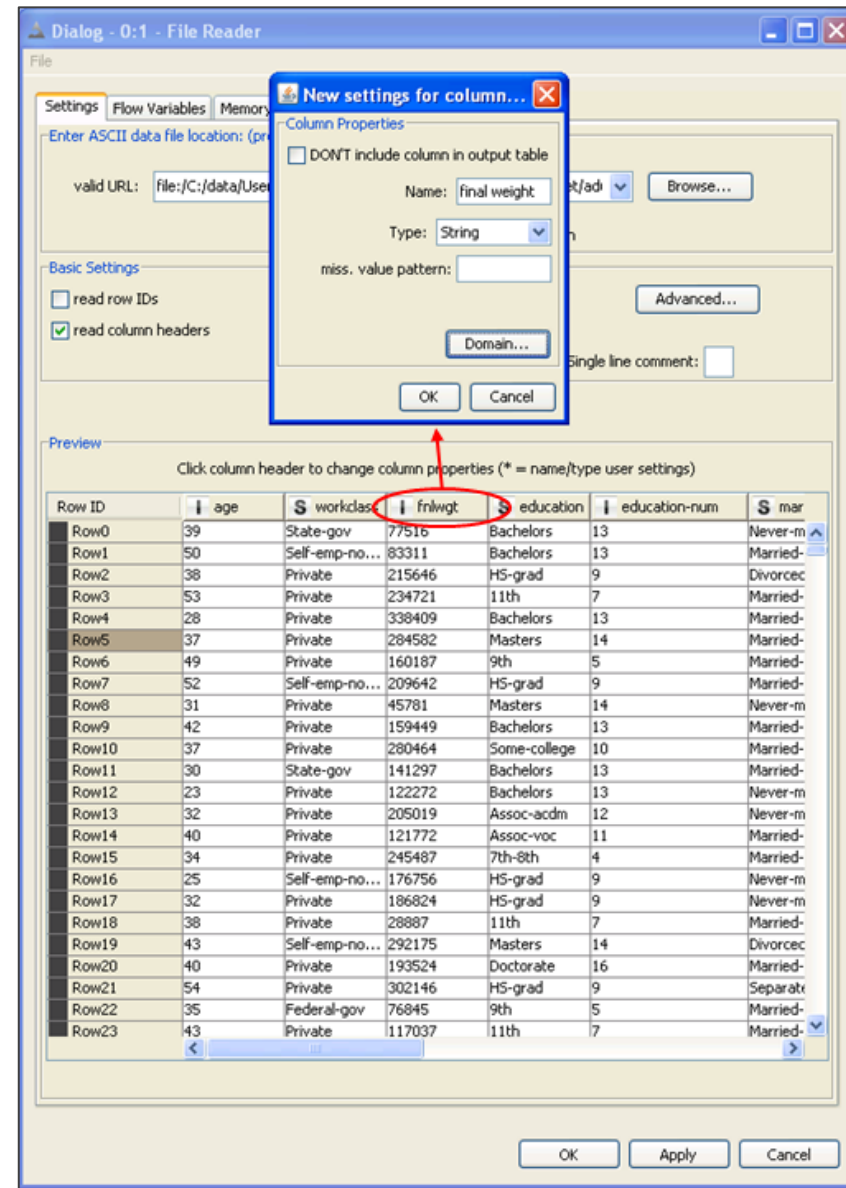 Dialog - 0:1 - File Reader
File
Settings Flow Variables Memory
New settings for column...
Enter ASCII data file location: (pr
Column Properties
DON'T include column in output table
valid URL: file:/C:/data/Use
Name: final weight
et/adu
Browse...
Type: String
Basic Settings
miss. value pattern:
read row IDs
Advanced...
read column headers
Domain...
Single line comment:
OK Cancel
Preview
Click column header to change column properties (* = name/type user settings)
Row ID I age S workclass I fnlwgt S education I education-num S mar
Row0 39 State-gov 77516 Bachelors 13 Never-m
Row1 50 Self-emp-no... 83311 Bachelors 13 Married-
Row2 38 Private 215646 HS-grad 9 Divorced
Row3 53 Private 234721 11th 7 Married-
Row4 28 Private 338409 Bachelors 13 Married-
Row5 37 Private 284582 Masters 14 Married-
Row6 49 Private 160187 9th 5 Married-
Row7 52 Self-emp-no... 209642 HS-grad 9 Married-
Row8 31 Private 45781 Masters 14 Never-m
Row9 42 Private 159449 Bachelors 13 Married-
Row10 37 Private 280464 Some-college 10 Married-
Row11 30 State-gov 141297 Bachelors 13 Married-
Row12 23 Private 122272 Bachelors 13 Never-m
Row13 32 Private 205019 Assoc-acdm 12 Never-m
Row14 40 Private 121772 Assoc-voc 11 Married-
Row15 34 Private 245487 7th-8th 4 Married-
Row16 25 Self-emp-no... 176756 HS-grad 9 Never-m
Row17 32 Private 186824 HS-grad 9 Never-m
Row18 38 Private 28887 11th 7 Married-
Row19 43 Self-emp-no... 292175 Masters 14 Divorced
Row20 40 Private 193524 Doctorate 16 Married-
Row21 54 Private 302146 HS-grad 9 Separate
Row22 35 Federal-gov 76845 9th 5 Married-
Row23 43 Private 117037 11th 7 Married-
OK Apply Cancel